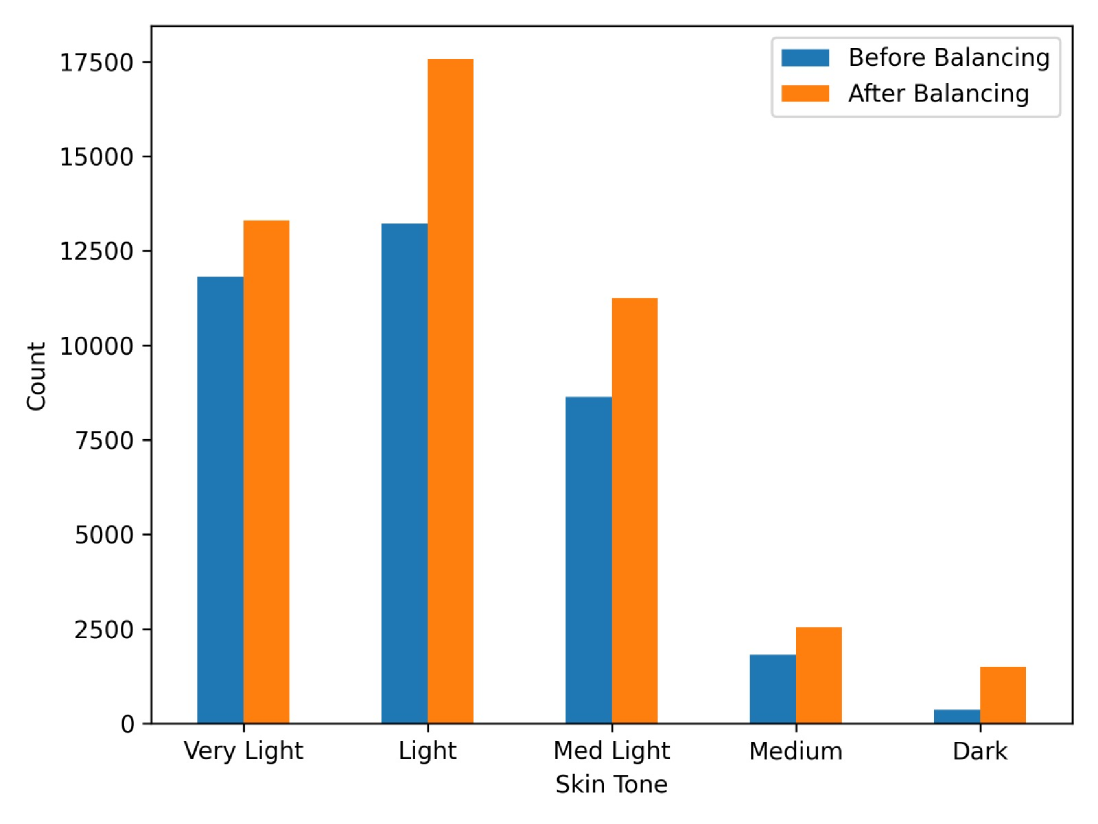 Before Balancing
After Balancing
17500
15000
12500
10000
7500
5000
2500
0
Count
Very Light Light Med Light Medium Dark
Skin Tone